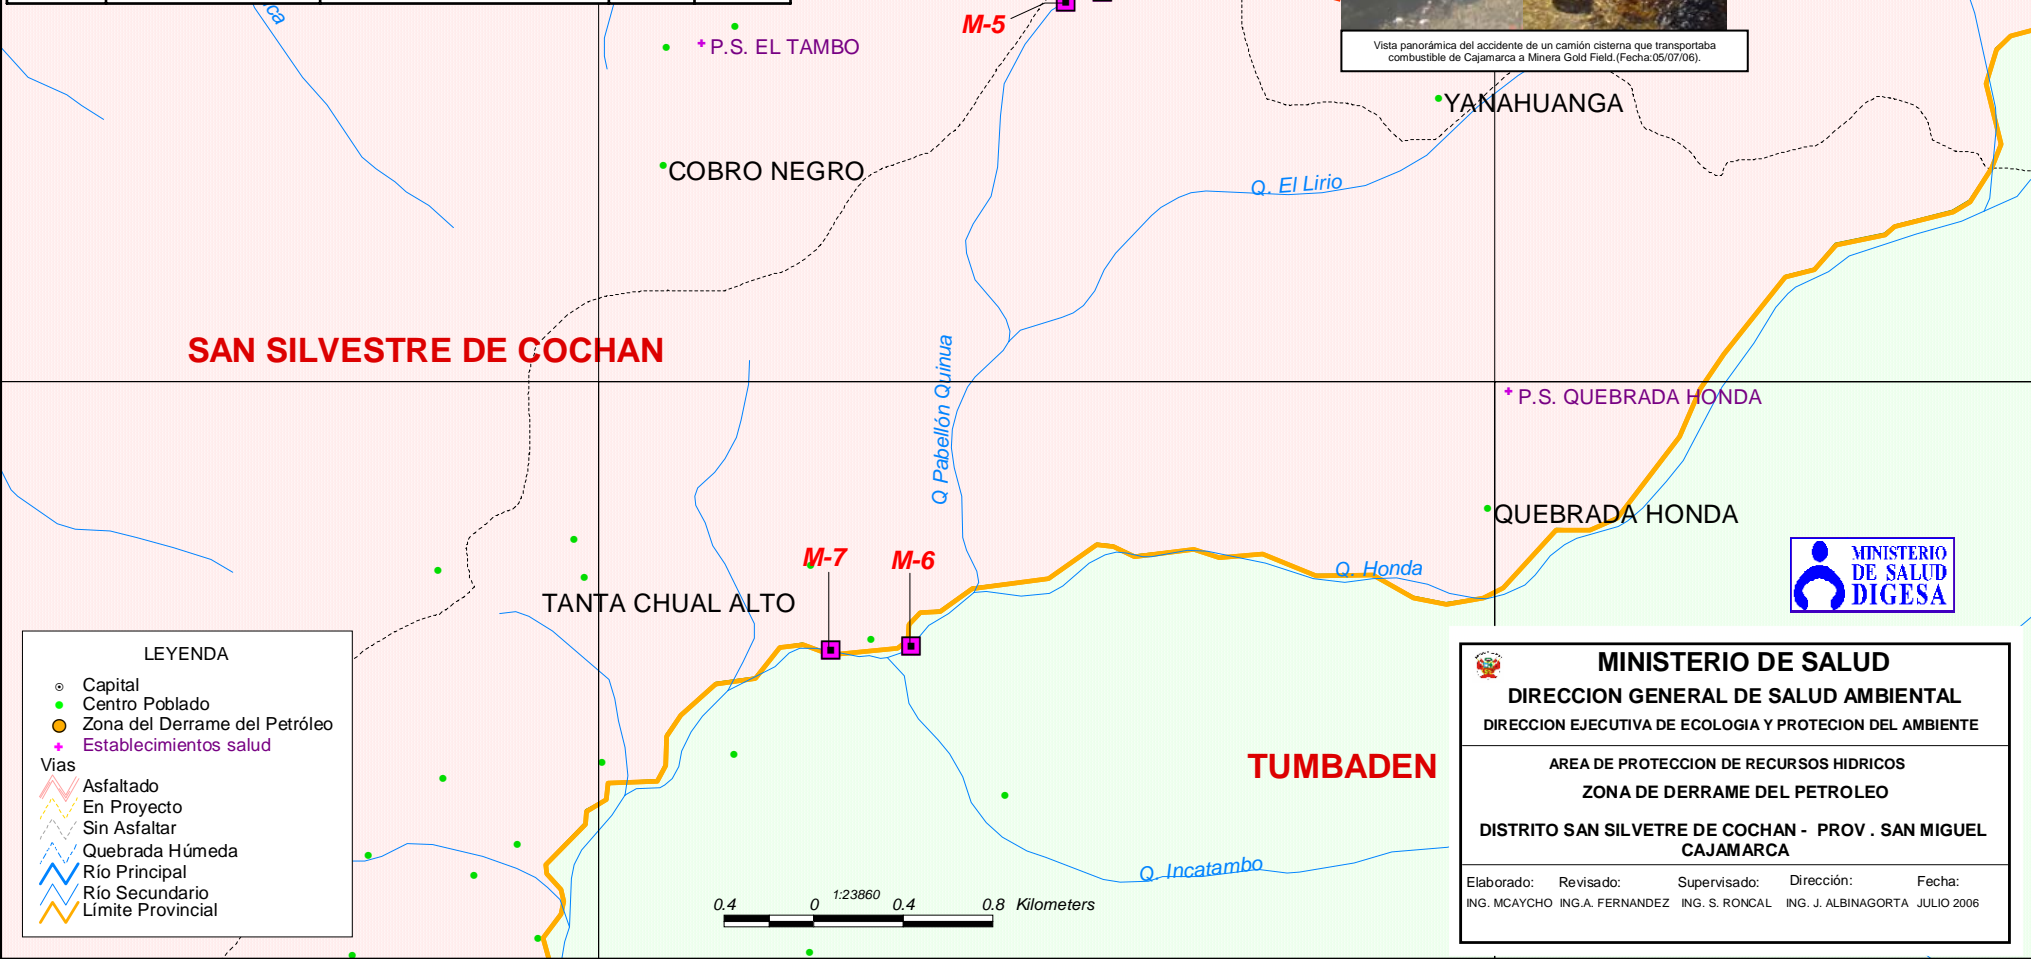 M-5
P.S. EL TAMBO
Vista panorámica del accidente de un camión cisterna que transportaba
combustible de Cajamarca a Minera Gold Field.(Fecha:05/07/06).
YANAHUANGA
COBRO NEGRO
Q. El Lirio
SAN SILVESTRE DE COCHAN
Q Pabellón Quinua
P.S. QUEBRADA HONDA
QUEBRADA HONDA
M-7
M-6
Q. Honda
TANTA CHUAL ALTO
MINISTERIO
DE SALUD
DIGESA
LEYENDA
Capital
Centro Poblado
Zona del Derrame del Petróleo
Establecimientos salud
Vias
Asfaltado
En Proyecto
Sin Asfaltar
Quebrada Húmeda
Río Principal
Río Secundario
Límite Provincial
TUMBADEN
Q. Incatambo
1:23860
0.4 0 0.4 0.8 Kilometers
MINISTERIO DE SALUD
DIRECCION GENERAL DE SALUD AMBIENTAL
DIRECCION EJECUTIVA DE ECOLOGIA Y PROTECION DEL AMBIENTE
AREA DE PROTECCION DE RECURSOS HIDRICOS
ZONA DE DERRAME DEL PETROLEO
DISTRITO SAN SILVETRE DE COCHAN - PROV . SAN MIGUEL
CAJAMARCA
Elaborado: Revisado: Supervisado: Dirección: Fecha:
ING. MCAYCHO ING.A. FERNANDEZ ING. S. RONCAL ING. J. ALBINAGORTA JULIO 2006